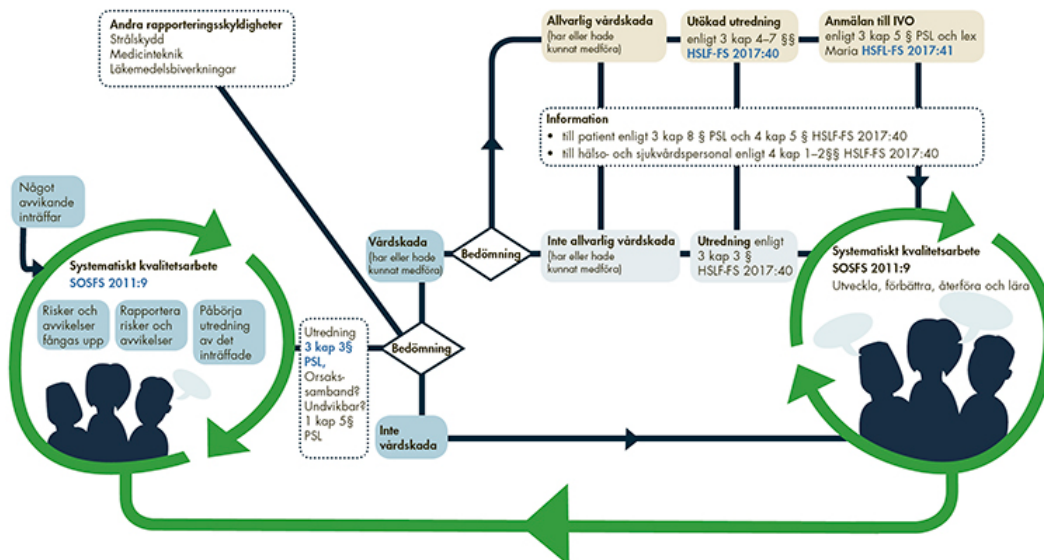 Andra rapporteringsskyldigheter
Strålskydd
Medicinteknik
Läkemedelsbiverkningar
Allvarlig vårdskada
(har eller hade
kunnat medföra)
Utökad utredning
enligt 3 kap 4–7 §§
HSLF-FS 2017:40
Anmälan till IVO
enligt 3 kap 5 § PSL och lex
Maria HSFL-FS 2017:41
Information
• till patient enligt 3 kap 8 § PSL och 4 kap 5 § HSLF-FS 2017:40
• till hälso- och sjukvårdspersonal enligt 4 kap 1–2§§ HSLF-FS 2017:40
Något
avvikande
inträffar
Systematiskt kvalitetsarbete
SOSFS 2011:9
Risker och
avvikelser
fångas upp
Rapportera
risker och
avvikelser
Påbörja
utredning
av det
inträffade
Utredning
3 kap 3§
PSL,
Orsaks-
samband?
Undvikbar?
1 kap 5§
PSL
Vårdskada
(har eller hade
kunnat medföra)
Bedömning
Inte
vårdskada
Bedömning
Inte allvarlig vårdskada
(har eller hade
kunnat medföra)
Utredning enligt
3 kap 3 §
HSLF-FS 2017:40
Systematiskt kvalitetsarbete
SOSFS 2011:9
Utveckla, förbättra, återföra och lära